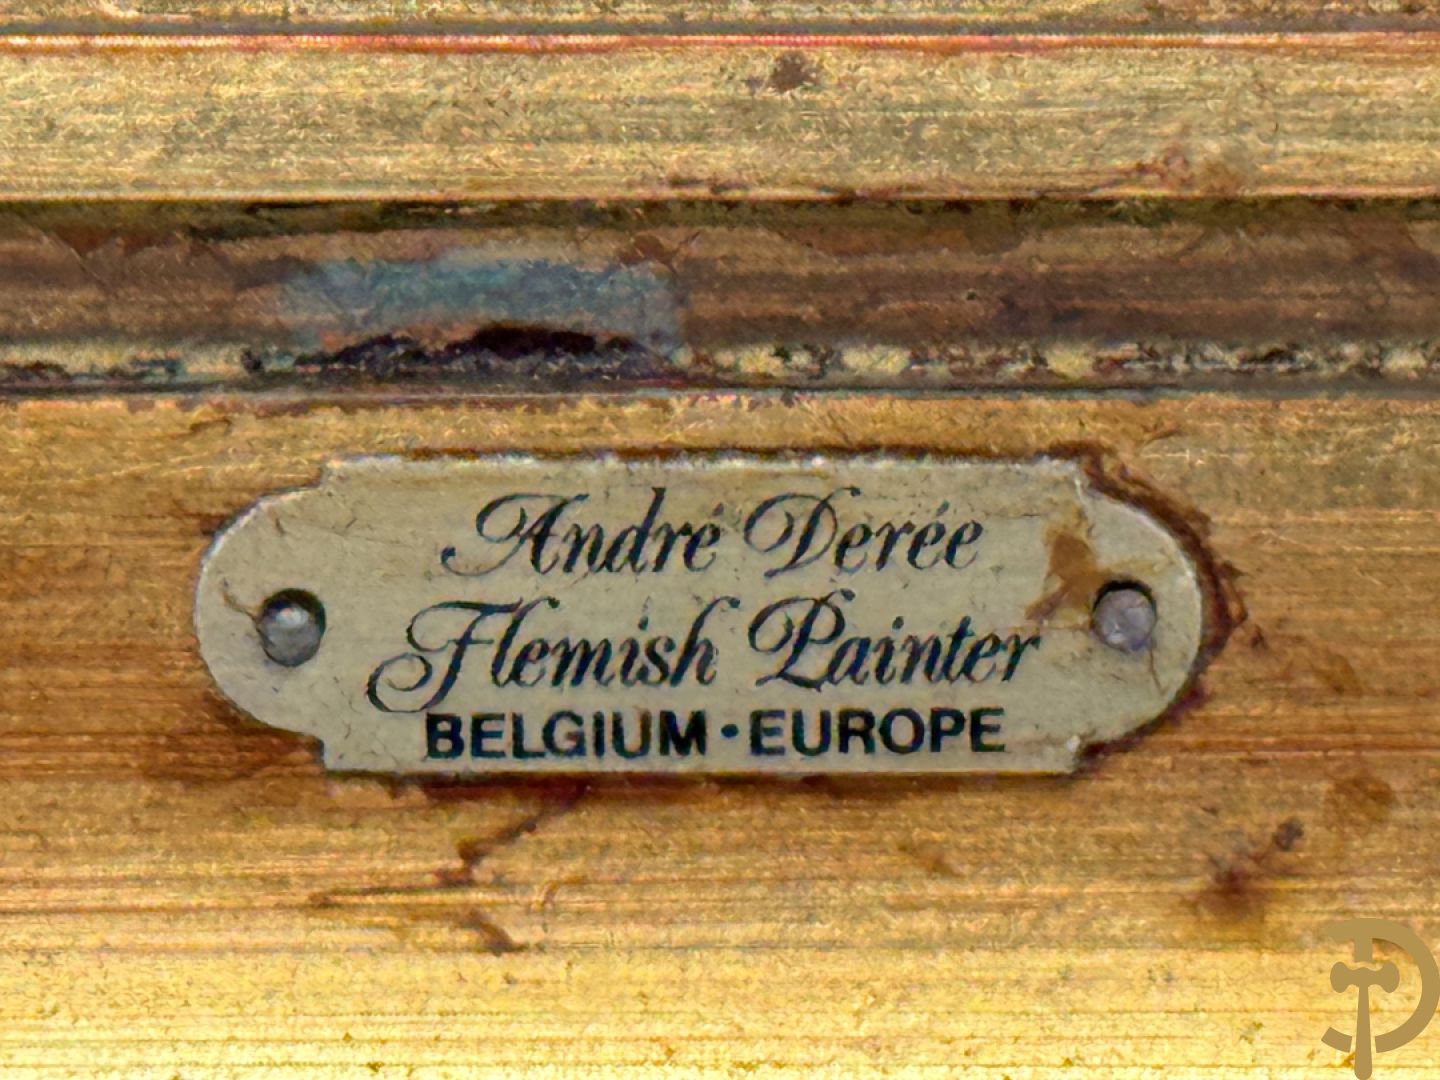 André Derée
Flemish Painter
BELGIUM • EUROPE